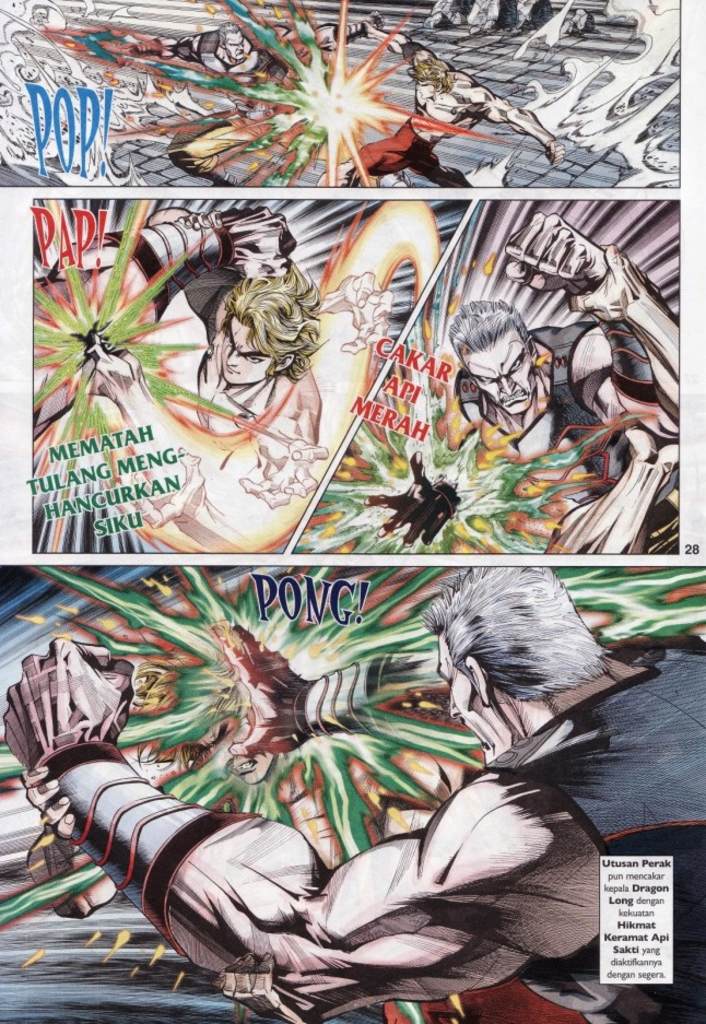 POP!
PAP!
MEMATAH
TULANG MENG-
HANGURKAN
SIKU
CAKAR
API
MERAH
28
PONG!
Utusan Perak
pun mencakar
kepala Dragon
Long dengan
kekuatan
Hikmat
Keramat Api
Sakti yang
diaktifkannya
dengan segera.